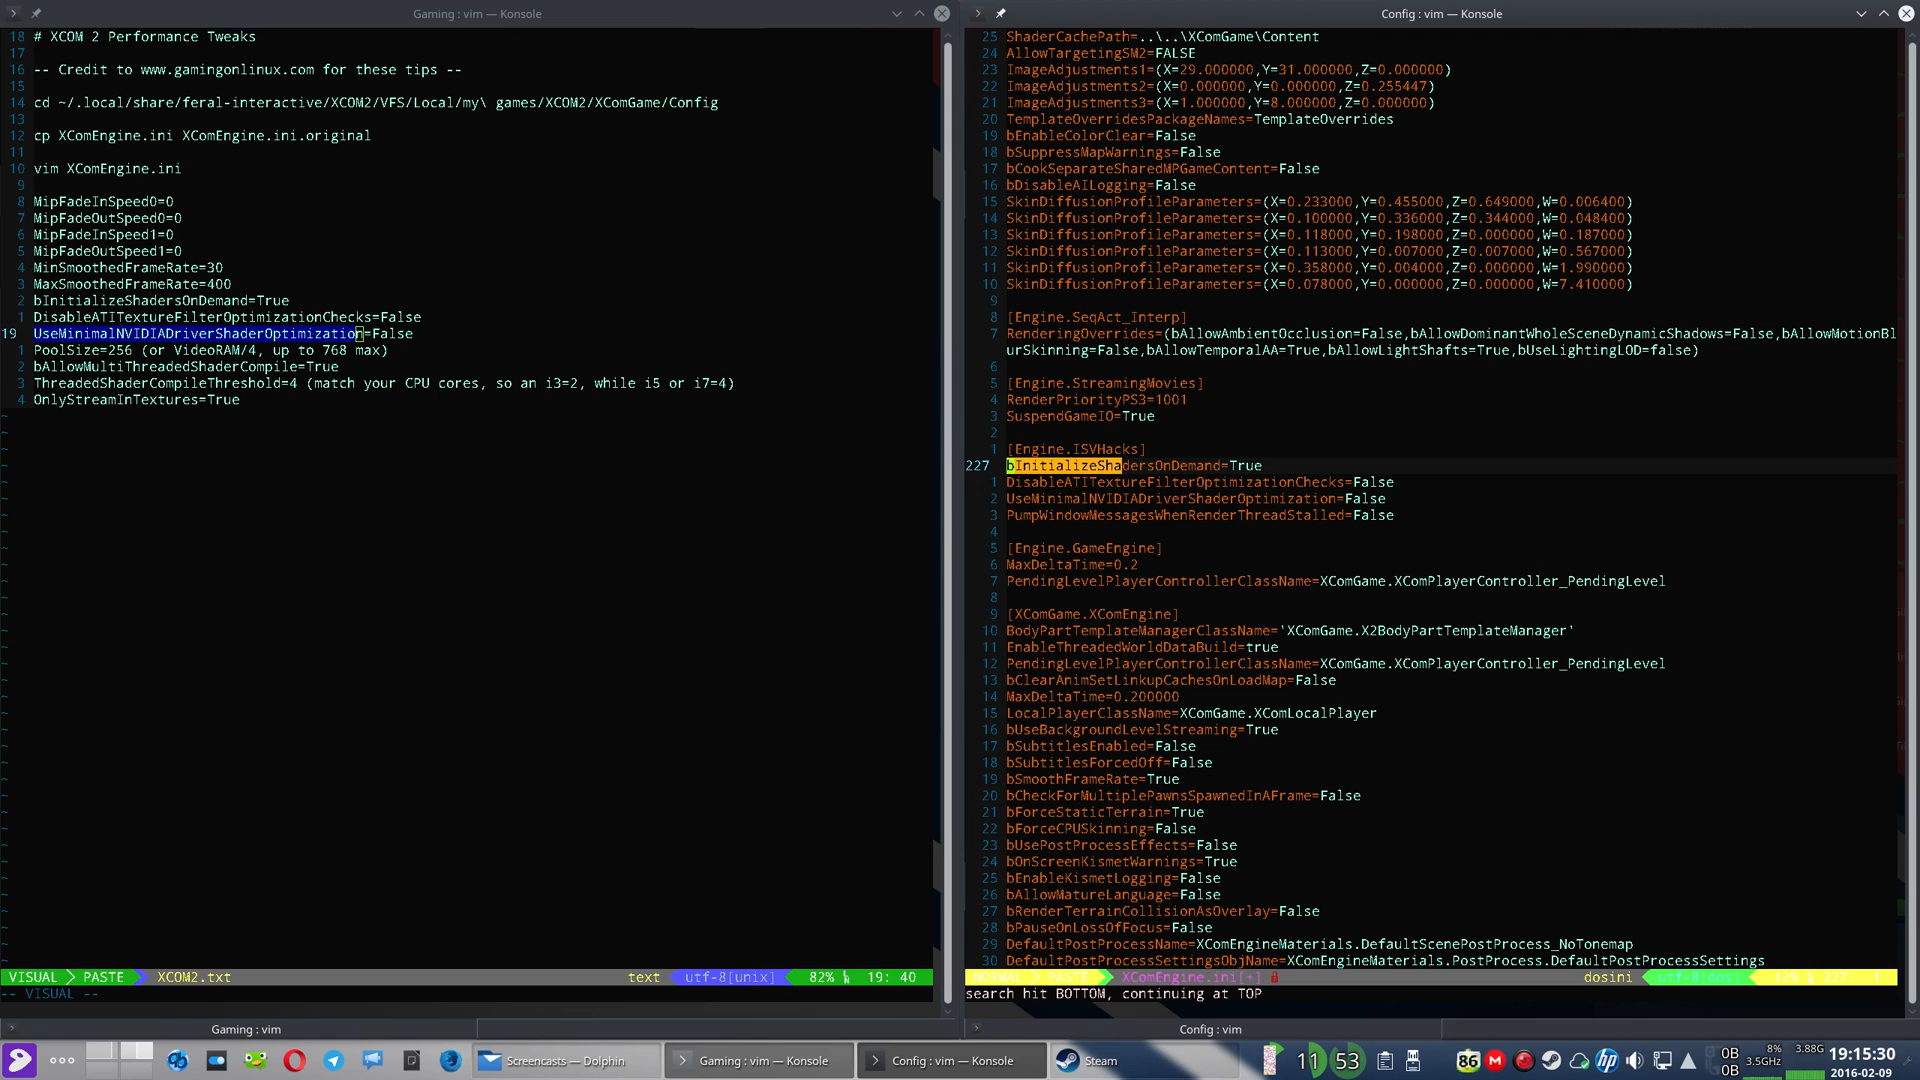 Gaming : vim — Konsole
18 # XCOM 2 Performance Tweaks
17
16 -- Credit to www.gamingonlinux.com for these tips --
15
14 cd ~/.local/share/feral-interactive/XCOM2/VFS/Local/my\ games/XCOM2/XComGame/Config
13
12 cp XComEngine.ini XComEngine.ini.original
11
10 vim XComEngine.ini
9
8 MipFadeInSpeed0=0
7 MipFadeOutSpeed0=0
6 MipFadeInSpeed1=0
5 MipFadeOutSpeed1=0
4 MinSmoothedFrameRate=30
3 MaxSmoothedFrameRate=400
2 bInitializeShadersOnDemand=True
1 DisableATITextureFilterOptimizationChecks=False
19 UseMinimalNVIDIADriverShaderOptimization=False
1 PoolSize=256 (or VideoRAM/4, up to 768 max)
2 bAllowMultiThreadedShaderCompile=True
3 ThreadedShaderCompileThreshold=4 (match your CPU cores, so an i3=2, while i5 or i7=4)
4 OnlyStreamInTextures=True
VISUAL PASTE XCOM2.txt text utf-8[unix] 82% 19: 40
-- VISUAL --
Gaming : vim
Config : vim — Konsole
25 ShaderCachePath=..\..\XComGame\Content
24 AllowTargetingSM2=FALSE
23 ImageAdjustments1=(X=29.000000,Y=31.000000,Z=0.000000)
22 ImageAdjustments2=(X=0.000000,Y=0.000000,Z=0.255447)
21 ImageAdjustments3=(X=1.000000,Y=8.000000,Z=0.000000)
20 TemplateOverridesPackageNames=TemplateOverrides
19 bEnableColorClear=False
18 bSuppressMapWarnings=False
17 bCookSeparateSharedMPGameContent=False
16 bDisableAILogging=False
15 SkinDiffusionProfileParameters=(X=0.233000,Y=0.455000,Z=0.649000,W=0.006400)
14 SkinDiffusionProfileParameters=(X=0.100000,Y=0.336000,Z=0.344000,W=0.048400)
13 SkinDiffusionProfileParameters=(X=0.118000,Y=0.198000,Z=0.000000,W=0.187000)
12 SkinDiffusionProfileParameters=(X=0.113000,Y=0.007000,Z=0.007000,W=0.567000)
11 SkinDiffusionProfileParameters=(X=0.358000,Y=0.004000,Z=0.000000,W=1.990000)
10 SkinDiffusionProfileParameters=(X=0.078000,Y=0.000000,Z=0.000000,W=7.410000)
9
8 [Engine.SeqAct_Interp]
7 RenderingOverrides=(bAllowAmbientOcclusion=False,bAllowDominantWholeSceneDynamicShadows=False,bAllowMotionBl
urSkinning=False,bAllowTemporalAA=True,bAllowLightShafts=True,bUseLightingLOD=false)
6
5 [Engine.StreamingMovies]
4 RenderPriorityPS3=1001
3 SuspendGameIO=True
2
1 [Engine.ISVHacks]
227 bInitializeShadersOnDemand=True
1 DisableATITextureFilterOptimizationChecks=False
2 UseMinimalNVIDIADriverShaderOptimization=False
3 PumpWindowMessagesWhenRenderThreadStalled=False
4
5 [Engine.GameEngine]
6 MaxDeltaTime=0.2
7 PendingLevelPlayerControllerClassName=XComGame.XComPlayerController_PendingLevel
8
9 [XComGame.XComEngine]
10 BodyPartTemplateManagerClassName='XComGame.X2BodyPartTemplateManager'
11 EnableThreadedWorldDataBuild=true
12 PendingLevelPlayerControllerClassName=XComGame.XComPlayerController_PendingLevel
13 bClearAnimSetLinkupCachesOnLoadMap=False
14 MaxDeltaTime=0.200000
15 LocalPlayerClassName=XComGame.XComLocalPlayer
16 bUseBackgroundLevelStreaming=True
17 bSubtitlesEnabled=False
18 bSubtitlesForcedOff=False
19 bSmoothFrameRate=True
20 bCheckForMultiplePawnsSpawnedInAFrame=False
21 bForceStaticTerrain=True
22 bForceCPUSkinning=False
23 bUsePostProcessEffects=False
24 bOnScreenKismetWarnings=True
25 bEnableKismetLogging=False
26 bAllowMatureLanguage=False
27 bRenderTerrainCollisionAsOverlay=False
28 bPauseOnLossOfFocus=False
29 DefaultPostProcessName=XComEngineMaterials.DefaultScenePostProcess_NoTonemap
30 DefaultPostProcessSettingsObjName=XComEngineMaterials.PostProcess.DefaultPostProcessSettings
NORMAL PASTE XComEngine.ini[+] dosini utf-8[dos] 12% 227: 1
search hit BOTTOM, continuing at TOP
Config : vim
Screencasts — Dolphin
Gaming : vim — Konsole
Config : vim — Konsole
Steam
11 53
86
0B
0B
8%
3.5GHz
3.88G
19:15:30
2016-02-09